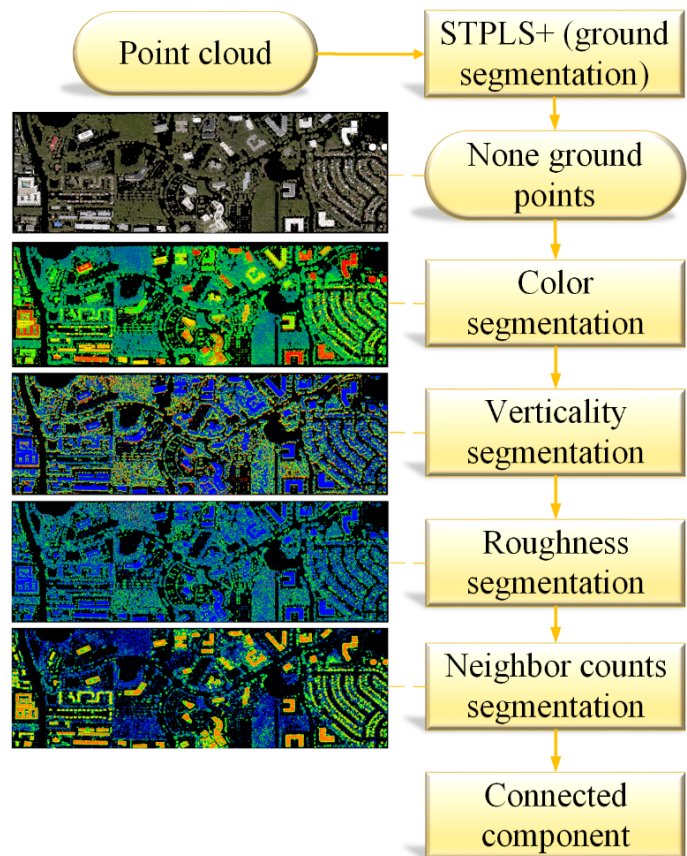 Point cloud
STPLS+ (ground
segmentation)
None ground
points
Color
segmentation
Verticality
segmentation
Roughness
segmentation
Neighbor counts
segmentation
Connected
component